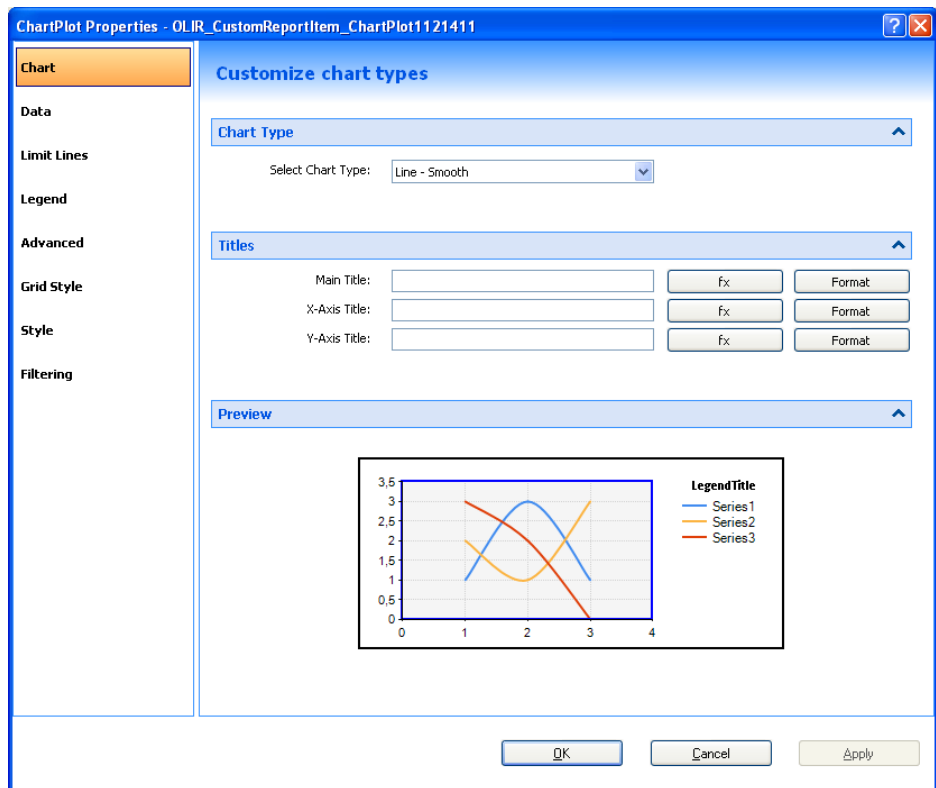 ChartPlot Properties - OLIR_CustomReportItem_ChartPlot1121411
?
Chart
Data
Limit Lines
Legend
Advanced
Grid Style
Style
Filtering
Customize chart types
Chart Type
Select Chart Type: Line - Smooth
Titles
Main Title: fx Format
X-Axis Title: fx Format
Y-Axis Title: fx Format
Preview
3,5
3
2,5
2
1,5
1
0,5
0
0 1 2 3 4
LegendTitle
Series1
Series2
Series3
OK Cancel Apply